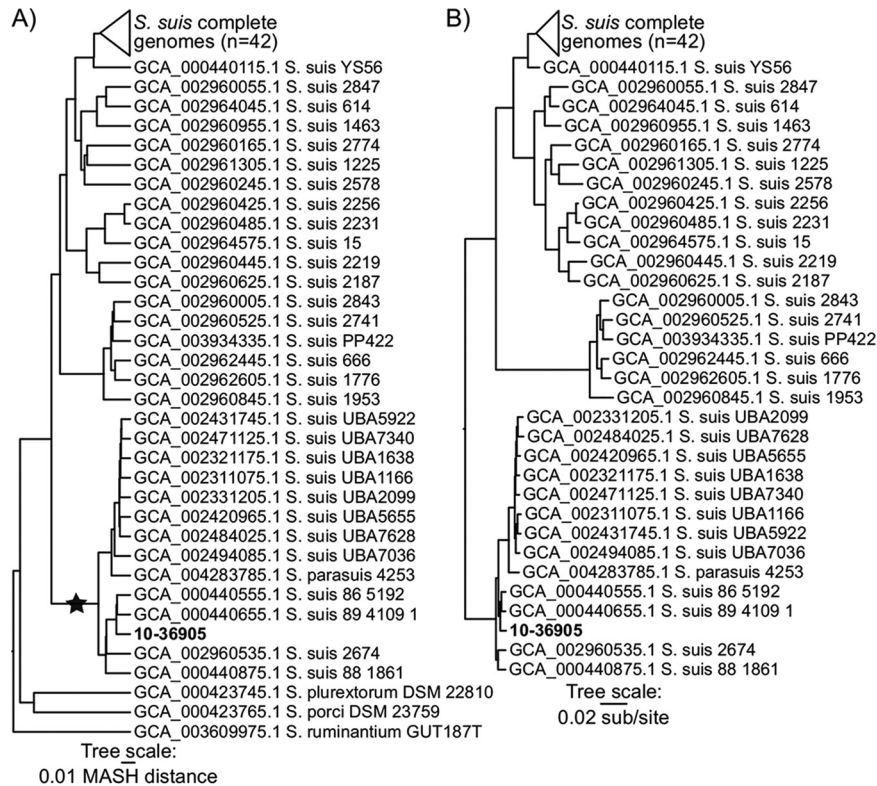 A)
S. suis complete
genomes (n=42)
GCA_000440115.1 S. suis YS56
GCA_002960055.1 S. suis 2847
GCA_002964045.1 S. suis 614
GCA_002960955.1 S. suis 1463
GCA_002960165.1 S. suis 2774
GCA_002961305.1 S. suis 1225
GCA_002960245.1 S. suis 2578
GCA_002960425.1 S. suis 2256
GCA_002960485.1 S. suis 2231
GCA_002964575.1 S. suis 15
GCA_002960445.1 S. suis 2219
GCA_002960625.1 S. suis 2187
GCA_002960005.1 S. suis 2843
GCA_002960525.1 S. suis 2741
GCA_003934335.1 S. suis PP422
GCA_002962445.1 S. suis 666
GCA_002962605.1 S. suis 1776
GCA_002960845.1 S. suis 1953
GCA_002431745.1 S. suis UBA5922
GCA_002471125.1 S. suis UBA7340
GCA_002321175.1 S. suis UBA1638
GCA_002311075.1 S. suis UBA1166
GCA_002331205.1 S. suis UBA2099
GCA_002420965.1 S. suis UBA5655
GCA_002484025.1 S. suis UBA7628
GCA_002494085.1 S. suis UBA7036
GCA_004283785.1 S. parasuis 4253
GCA_000440555.1 S. suis 86 5192
GCA_000440655.1 S. suis 89 4109 1
10-36905
GCA_002960535.1 S. suis 2674
GCA_000440875.1 S. suis 88 1861
GCA_000423745.1 S. plurextorum DSM 22810
GCA_000423765.1 S. porci DSM 23759
GCA_003609975.1 S. ruminantium GUT187T
Tree scale:
0.01 MASH distance
B)
S. suis complete
genomes (n=42)
GCA_000440115.1 S. suis YS56
GCA_002960055.1 S. suis 2847
GCA_002964045.1 S. suis 614
GCA_002960955.1 S. suis 1463
GCA_002960165.1 S. suis 2774
GCA_002961305.1 S. suis 1225
GCA_002960245.1 S. suis 2578
GCA_002960425.1 S. suis 2256
GCA_002960485.1 S. suis 2231
GCA_002964575.1 S. suis 15
GCA_002960445.1 S. suis 2219
GCA_002960625.1 S. suis 2187
GCA_002960005.1 S. suis 2843
GCA_002960525.1 S. suis 2741
GCA_003934335.1 S. suis PP422
GCA_002962445.1 S. suis 666
GCA_002962605.1 S. suis 1776
GCA_002960845.1 S. suis 1953
GCA_002331205.1 S. suis UBA2099
GCA_002484025.1 S. suis UBA7628
GCA_002420965.1 S. suis UBA5655
GCA_002321175.1 S. suis UBA1638
GCA_002471125.1 S. suis UBA7340
GCA_002311075.1 S. suis UBA1166
GCA_002431745.1 S. suis UBA5922
GCA_002494085.1 S. suis UBA7036
GCA_004283785.1 S. parasuis 4253
GCA_000440555.1 S. suis 86 5192
GCA_000440655.1 S. suis 89 4109 1
10-36905
GCA_002960535.1 S. suis 2674
GCA_000440875.1 S. suis 88 1861
Tree scale:
0.02 sub/site